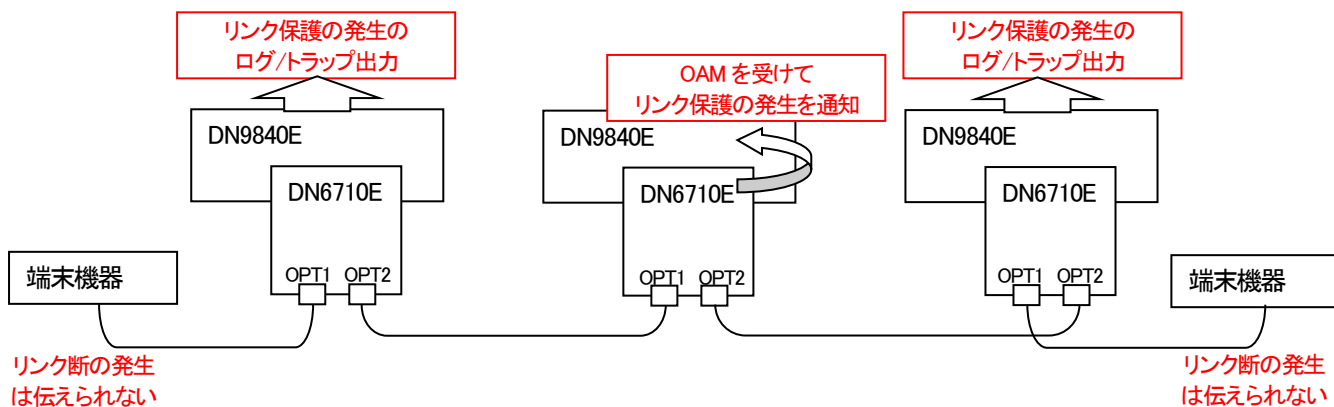 リンク保護の発生の
ログ/トラップ出力
OAM を受けて
リンク保護の発生を通知
リンク保護の発生の
ログ/トラップ出力
DN9840E
DN6710E
OPT1 OPT2
DN9840E
DN6710E
OPT1 OPT2
DN9840E
DN6710E
OPT1 OPT2
端末機器
端末機器
リンク断の発生
は伝えられない
リンク断の発生
は伝えられない